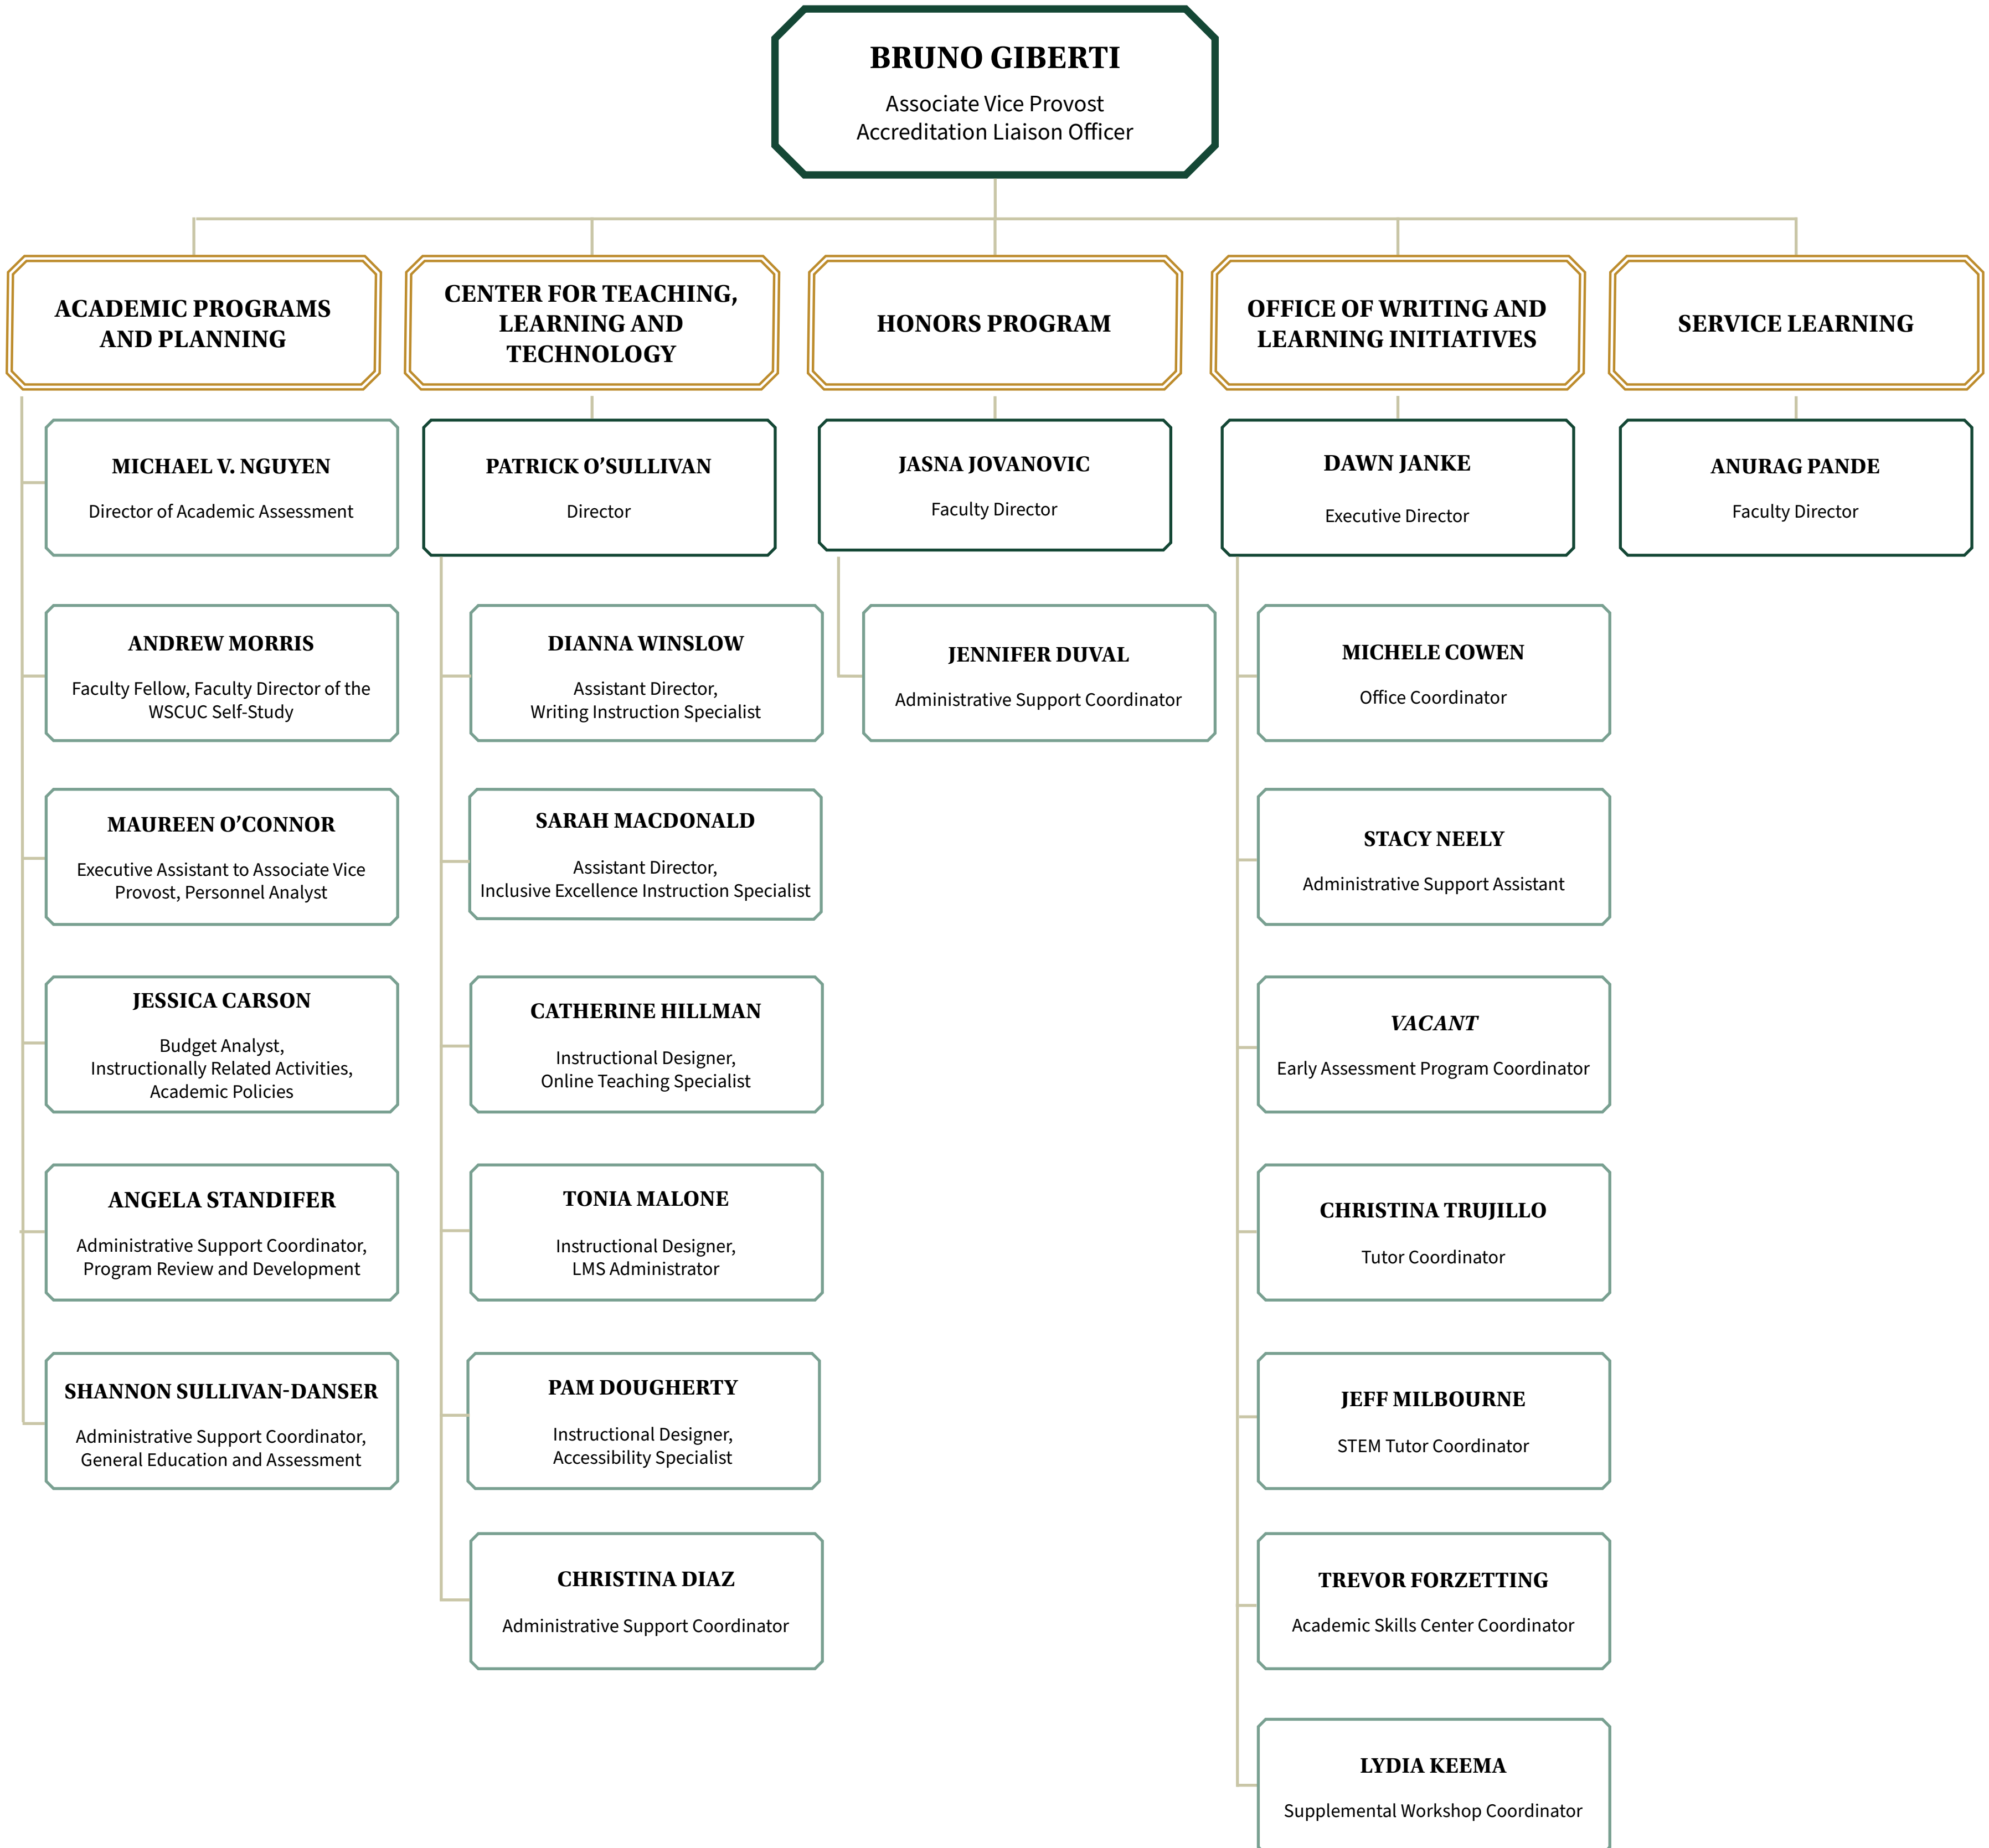 BRUNO GIBERTI
Associate Vice Provost
Accreditation Liaison Officer
ACADEMIC PROGRAMS
AND PLANNING
MICHAEL V. NGUYEN
Director of Academic Assessment
ANDREW MORRIS
Faculty Fellow, Faculty Director of the
WSCUC Self-Study
MAUREEN O’CONNOR
Executive Assistant to Associate Vice
Provost, Personnel Analyst
JESSICA CARSON
Budget Analyst,
Instructionally Related Activities,
Academic Policies
ANGELA STANDIFER
Administrative Support Coordinator,
Program Review and Development
SHANNON SULLIVAN-DANSER
Administrative Support Coordinator,
General Education and Assessment
CENTER FOR TEACHING,
LEARNING AND
TECHNOLOGY
PATRICK O’SULLIVAN
Director
DIANNA WINSLOW
Assistant Director,
Writing Instruction Specialist
SARAH MACDONALD
Assistant Director,
Inclusive Excellence Instruction Specialist
CATHERINE HILLMAN
Instructional Designer,
Online Teaching Specialist
TONIA MALONE
Instructional Designer,
LMS Administrator
PAM DOUGHERTY
Instructional Designer,
Accessibility Specialist
CHRISTINA DIAZ
Administrative Support Coordinator
HONORS PROGRAM
JASNA JOVANOVIC
Faculty Director
JENNIFER DUVAL
Administrative Support Coordinator
OFFICE OF WRITING AND
LEARNING INITIATIVES
DAWN JANKE
Executive Director
MICHELE COWEN
Office Coordinator
STACY NEELY
Administrative Support Assistant
VACANT
Early Assessment Program Coordinator
CHRISTINA TRUJILLO
Tutor Coordinator
JEFF MILBOURNE
STEM Tutor Coordinator
TREVOR FORZETTING
Academic Skills Center Coordinator
LYDIA KEEMA
Supplemental Workshop Coordinator
SERVICE LEARNING
ANURAG PANDE
Faculty Director